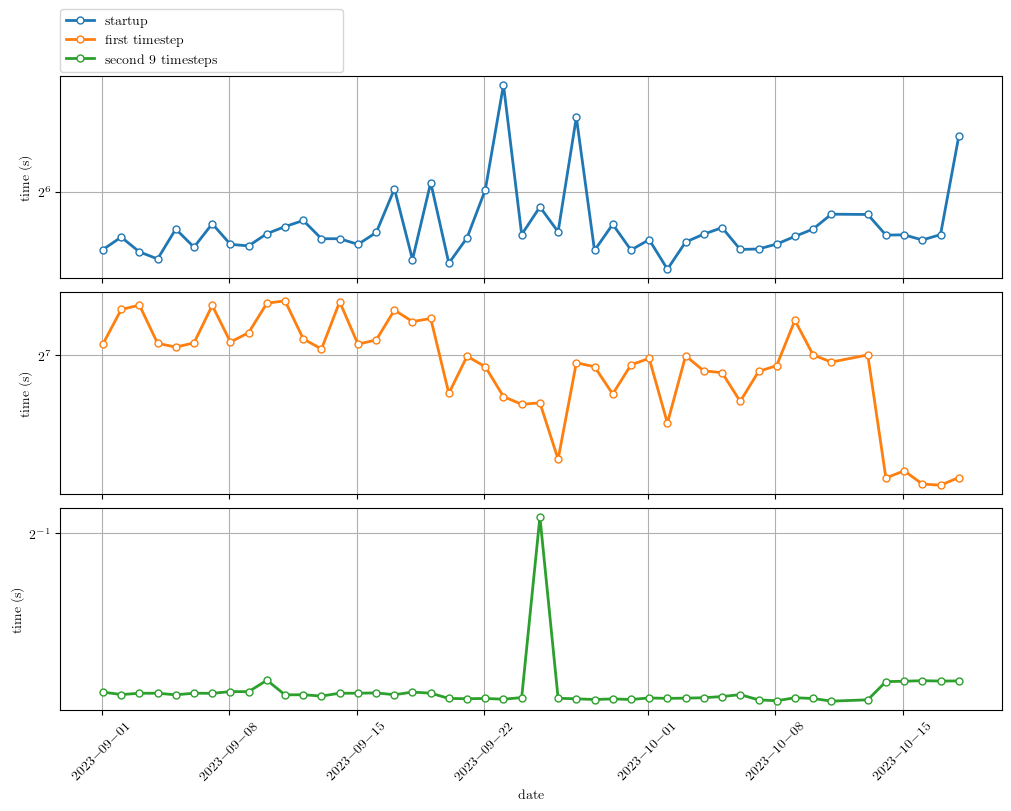 startup
first timestep
second 9 timesteps
time (s)
2^6
time (s)
2^7
time (s)
2^−1
2023−09−01
2023−09−08
2023−09−15
2023−09−22
2023−10−01
2023−10−08
2023−10−15
date